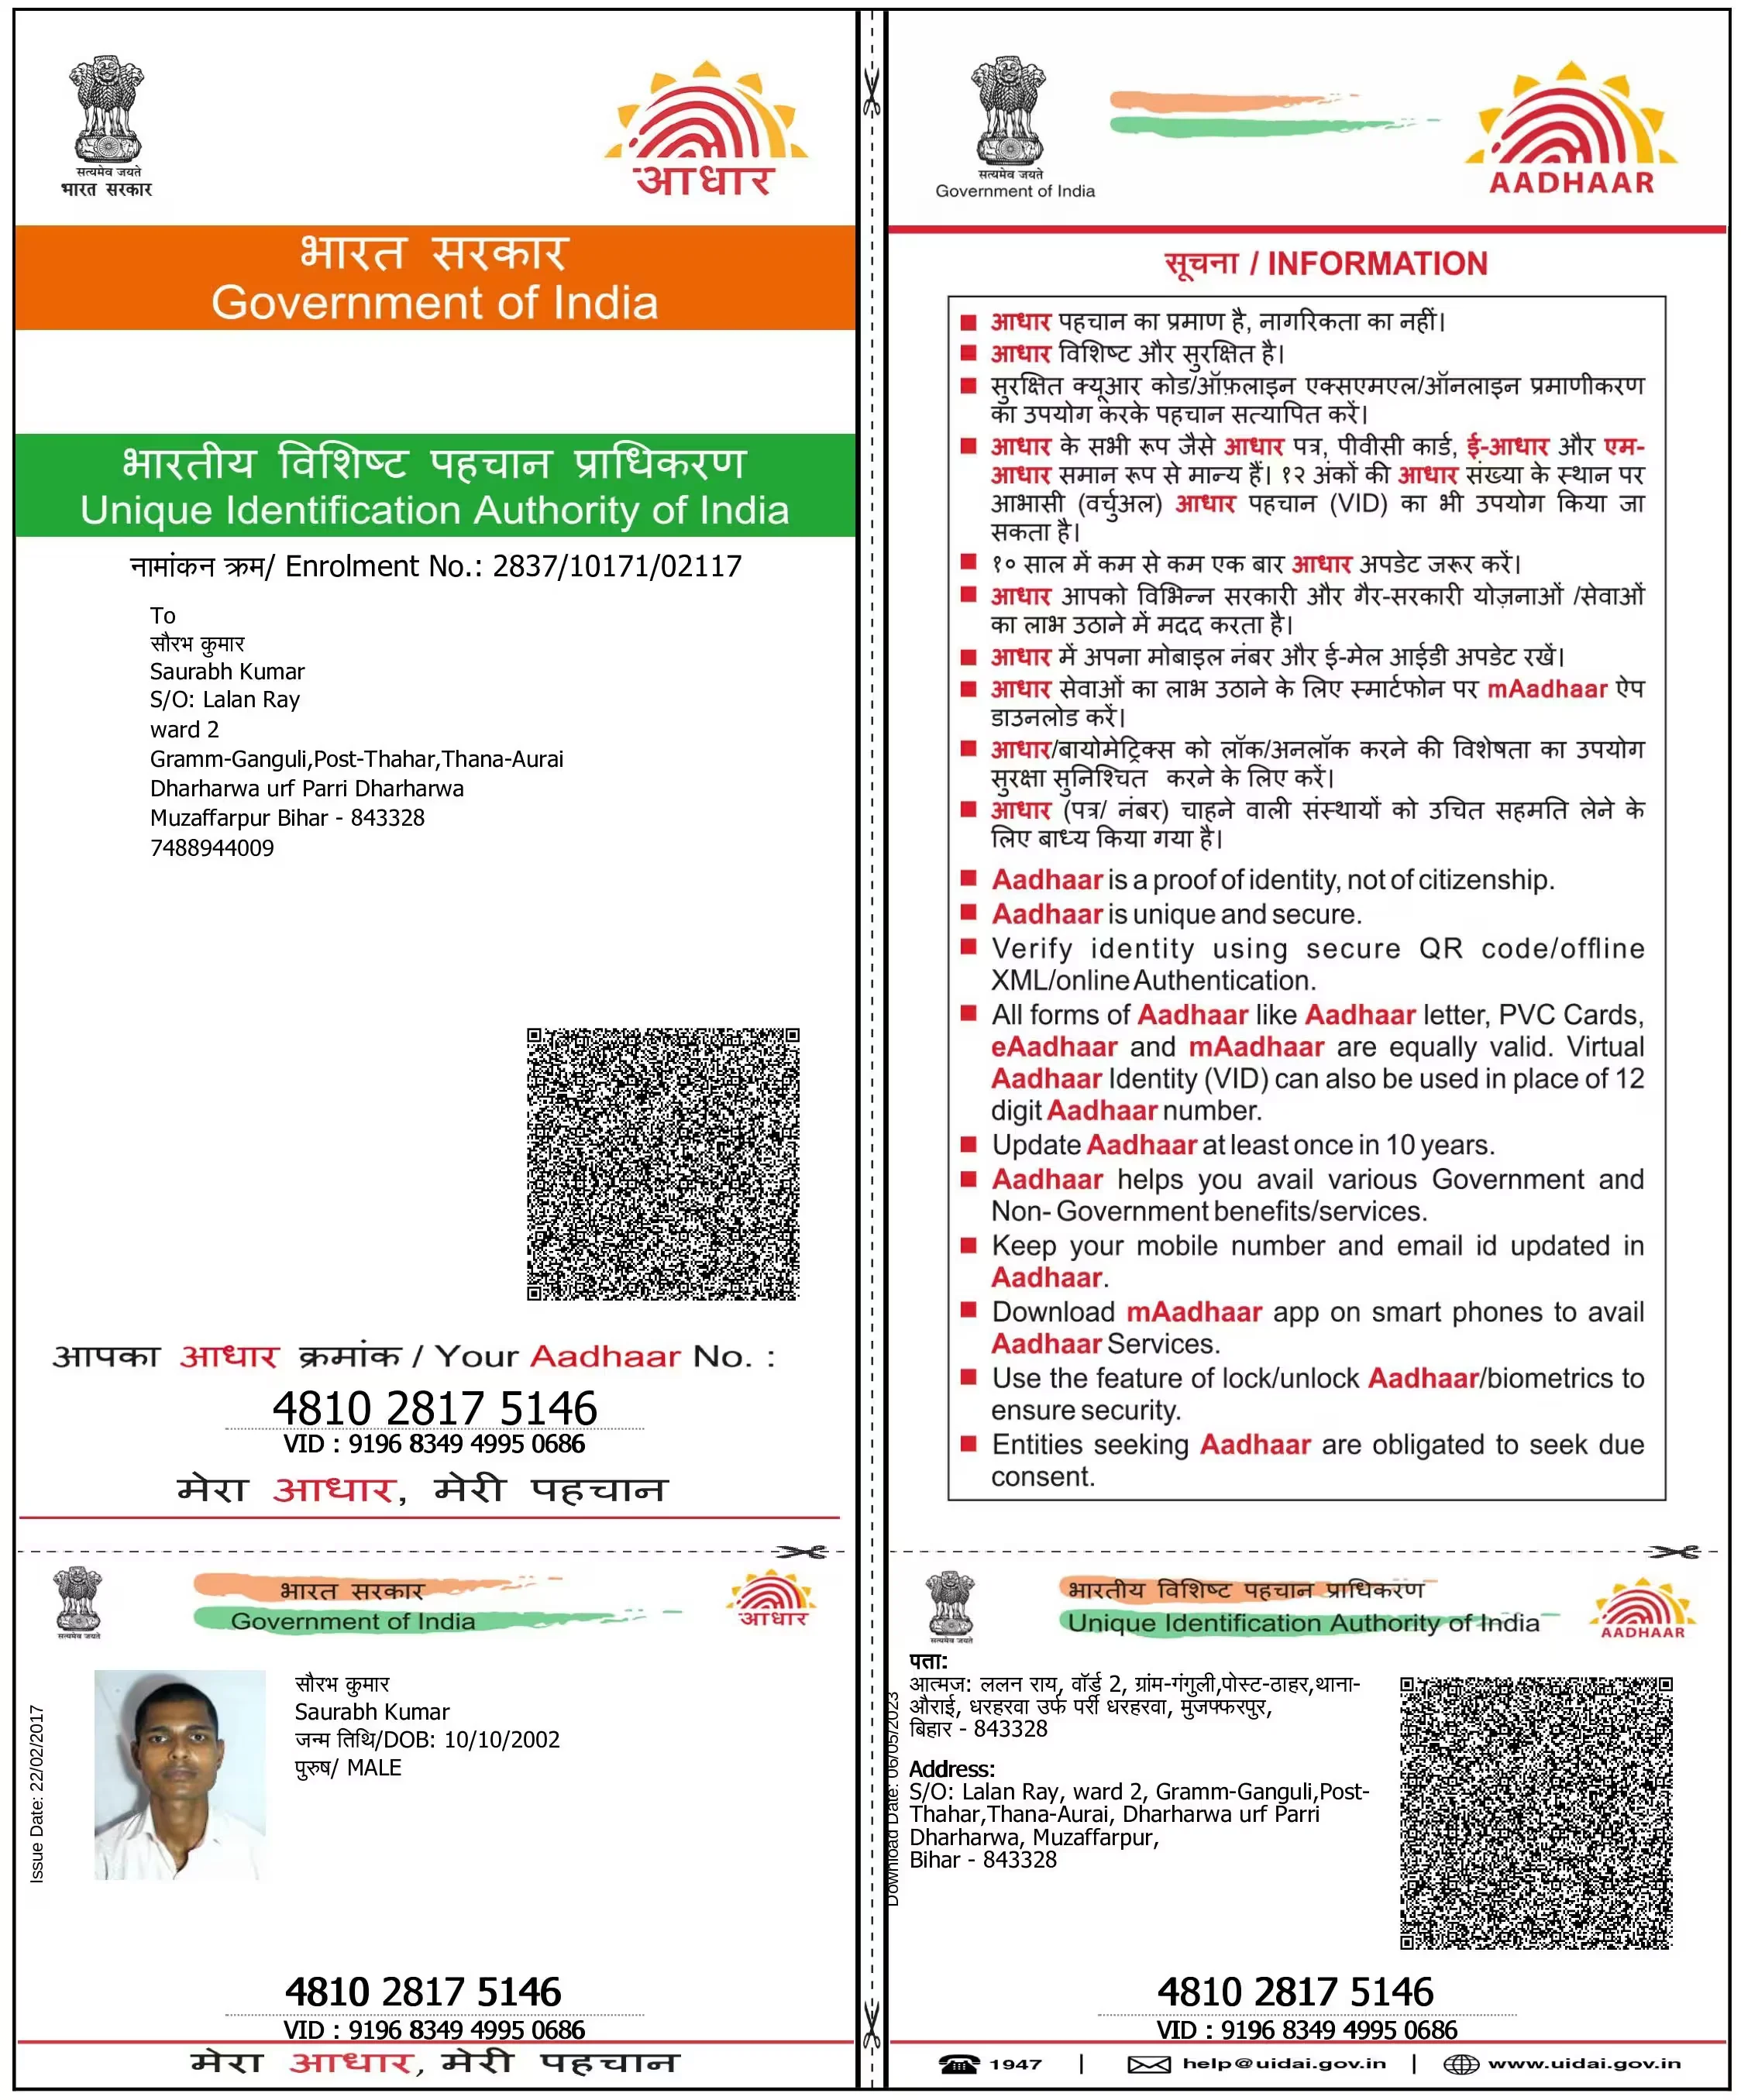 सत्यमेव जयते
भारत सरकार
आधार
भारत सरकार
Government of India
भारतीय विशिष्ट पहचान प्राधिकरण
Unique Identification Authority of India
नामांकन क्रम/ Enrolment No.: 2837/10171/02117
To
सौरभ कुमार
Saurabh Kumar
S/O: Lalan Ray
ward 2
Gramm-Ganguli,Post-Thahar,Thana-Aurai
Dharharwa urf Parri Dharharwa
Muzaffarpur Bihar - 843328
7488944009
आपका आधार क्रमांक / Your Aadhaar No. :
4810 2817 5146
VID : 9196 8349 4995 0686
मेरा आधार, मेरी पहचान
सत्यमेव जयते
Government of India
AADHAAR
सूचना / INFORMATION
■ आधार पहचान का प्रमाण है, नागरिकता का नहीं।
■ आधार विशिष्ट और सुरक्षित है।
■ सुरक्षित क्यूआर कोड/ऑफ़लाइन एक्सएमएल/ऑनलाइन प्रमाणीकरण
का उपयोग करके पहचान सत्यापित करें।
■ आधार के सभी रूप जैसे आधार पत्र, पीवीसी कार्ड, ई-आधार और एम-
आधार समान रूप से मान्य हैं। १२ अंकों की आधार संख्या के स्थान पर
आभासी (वर्चुअल) आधार पहचान (VID) का भी उपयोग किया जा
सकता है।
■ १० साल में कम से कम एक बार आधार अपडेट जरूर करें।
■ आधार आपको विभिन्न सरकारी और गैर-सरकारी योजनाओं /सेवाओं
का लाभ उठाने में मदद करता है।
■ आधार में अपना मोबाइल नंबर और ई-मेल आईडी अपडेट रखें।
■ आधार सेवाओं का लाभ उठाने के लिए स्मार्टफोन पर mAadhaar ऐप
डाउनलोड करें।
■ आधार/बायोमेट्रिक्स को लॉक/अनलॉक करने की विशेषता का उपयोग
सुरक्षा सुनिश्चित करने के लिए करें।
■ आधार (पत्र/ नंबर) चाहने वाली संस्थायों को उचित सहमति लेने के
लिए बाध्य किया गया है।
■ Aadhaar is a proof of identity, not of citizenship.
■ Aadhaar is unique and secure.
■ Verify identity using secure QR code/offline
XML/online Authentication.
■ All forms of Aadhaar like Aadhaar letter, PVC Cards,
eAadhaar and mAadhaar are equally valid. Virtual
Aadhaar Identity (VID) can also be used in place of 12
digit Aadhaar number.
■ Update Aadhaar at least once in 10 years.
■ Aadhaar helps you avail various Government and
Non- Government benefits/services.
■ Keep your mobile number and email id updated in
Aadhaar.
■ Download mAadhaar app on smart phones to avail
Aadhaar Services.
■ Use the feature of lock/unlock Aadhaar/biometrics to
ensure security.
■ Entities seeking Aadhaar are obligated to seek due
consent.
सत्यमेव जयते
भारत सरकार
Government of India
आधार
Issue Date: 22/02/2017
सौरभ कुमार
Saurabh Kumar
जन्म तिथि/DOB: 10/10/2002
पुरुष/ MALE
4810 2817 5146
VID : 9196 8349 4995 0686
मेरा आधार, मेरी पहचान
सत्यमेव जयते
भारतीय विशिष्ट पहचान प्राधिकरण
Unique Identification Authority of India
AADHAAR
Download Date: 06/05/2023
पता:
आत्मज: ललन राय, वॉर्ड 2, ग्रांम-गंगुली,पोस्ट-ठाहर,थाना-
औराई, धरहरवा उर्फ पर्री धरहरवा, मुजफ्फरपुर,
बिहार - 843328
Address:
S/O: Lalan Ray, ward 2, Gramm-Ganguli,Post-
Thahar,Thana-Aurai, Dharharwa urf Parri
Dharharwa, Muzaffarpur,
Bihar - 843328
4810 2817 5146
VID : 9196 8349 4995 0686
1947 | help@uidai.gov.in | www.uidai.gov.in